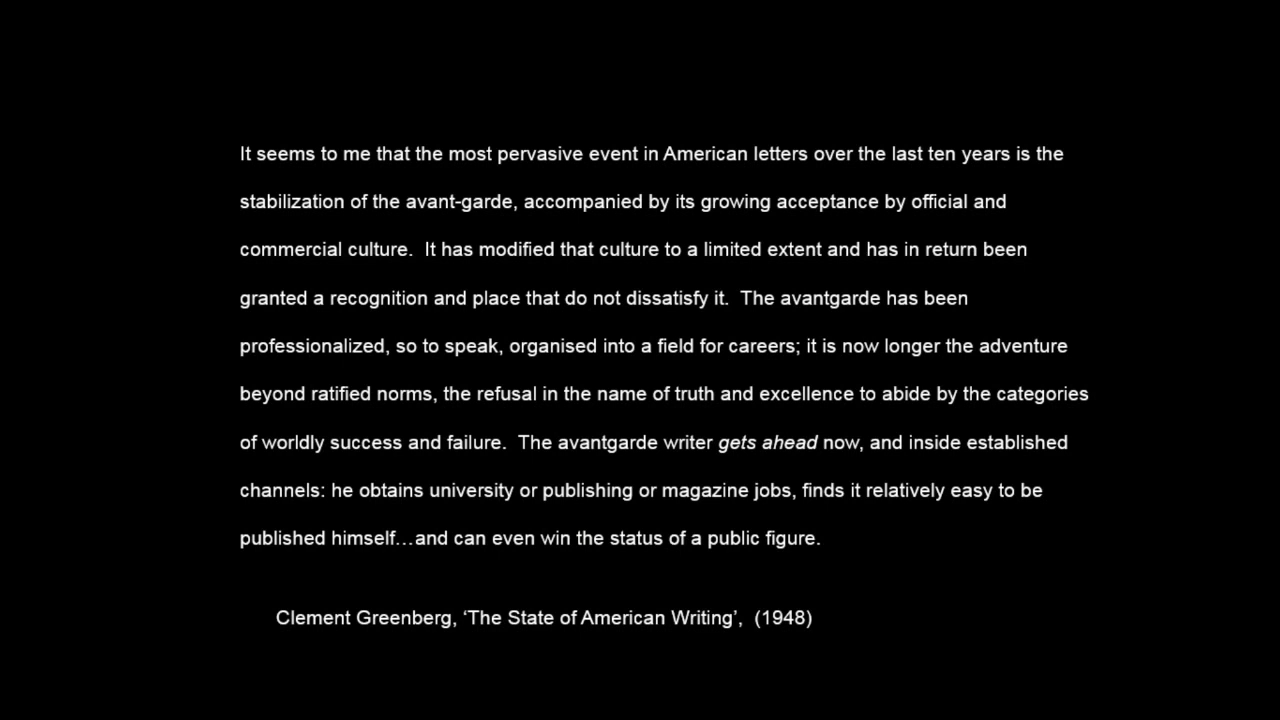 It seems to me that the most pervasive event in American letters over the last ten years is the
stabilization of the avant-garde, accompanied by its growing acceptance by official and
commercial culture.  It has modified that culture to a limited extent and has in return been
granted a recognition and place that do not dissatisfy it.  The avantgarde has been
professionalized, so to speak, organised into a field for careers; it is now longer the adventure
beyond ratified norms, the refusal in the name of truth and excellence to abide by the categories
of worldly success and failure.  The avantgarde writer gets ahead now, and inside established
channels: he obtains university or publishing or magazine jobs, finds it relatively easy to be
published himself…and can even win the status of a public figure.
Clement Greenberg, ‘The State of American Writing’,  (1948)